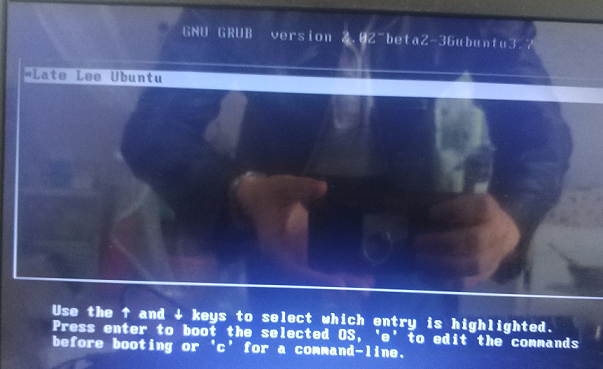 GNU GRUB version 2.02~beta2-36ubuntu3.7
*Late Lee Ubuntu
Use the ↑ and ↓ keys to select which entry is highlighted.
Press enter to boot the selected OS, 'e' to edit the commands
before booting or 'c' for a command-line.